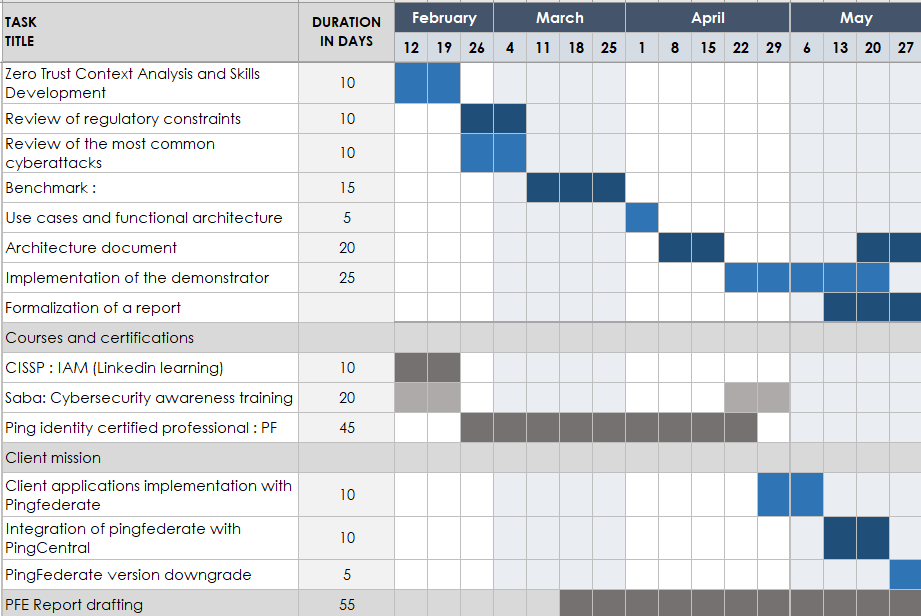 TASK TITLE DURATION IN DAYS February March April May
12 19 26 4 11 18 25 1 8 15 22 29 6 13 20 27
Zero Trust Context Analysis and Skills
Development 10
Review of regulatory constraints 10
Review of the most common
cyberattacks 10
Benchmark : 15
Use cases and functional architecture 5
Architecture document 20
Implementation of the demonstrator 25
Formalization of a report
Courses and certifications
CISSP : IAM (Linkedin learning) 10
Saba: Cybersecurity awareness training 20
Ping identity certified professional : PF 45
Client mission
Client applications implementation with
Pingfederate 10
Integration of pingfederate with
PingCentral 10
PingFederate version downgrade 5
PFE Report drafting 55